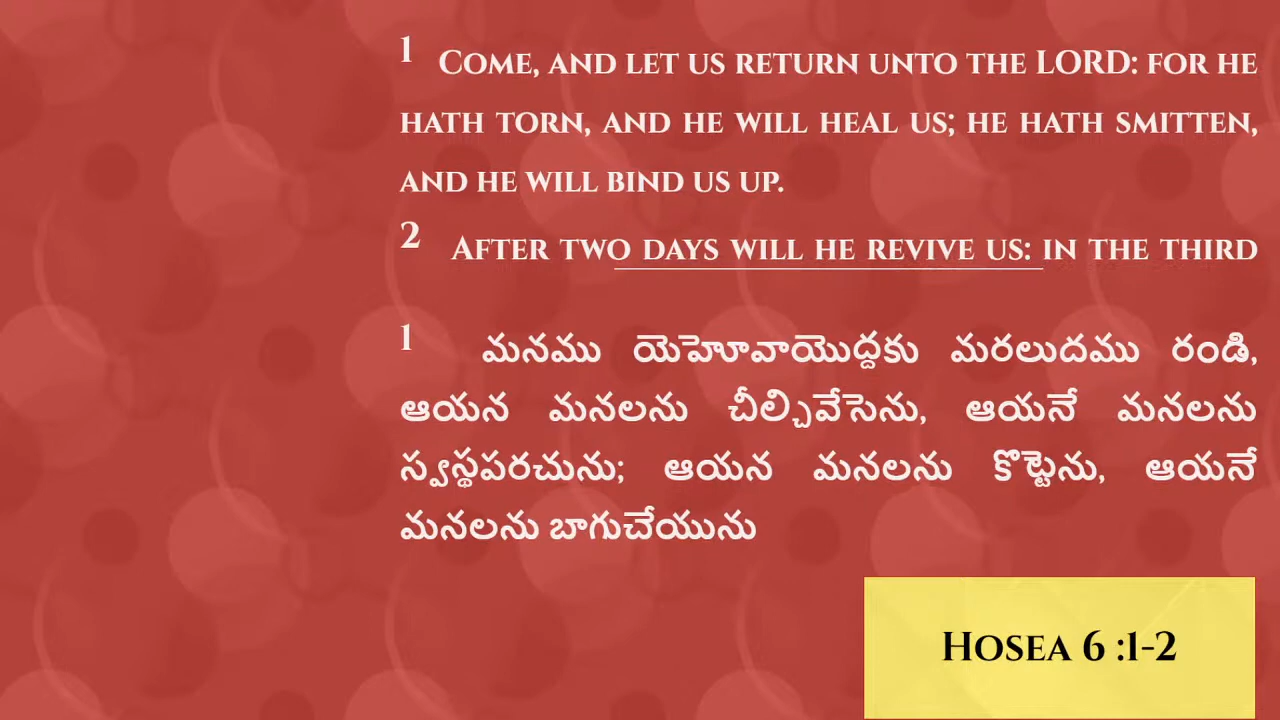 1 Come, and let us return unto the LORD: for he
hath torn, and he will heal us; he hath smitten,
and he will bind us up.
2 After two days will he revive us: in the third
1 మనము యెహోవాయొద్దకు మరలుదము రండి,
ఆయన మనలను చీల్చివేసెను, ఆయనే మనలను
స్వస్థపరచును; ఆయన మనలను కొట్టెను, ఆయనే
మనలను బాగుచేయును
Hosea 6 :1-2